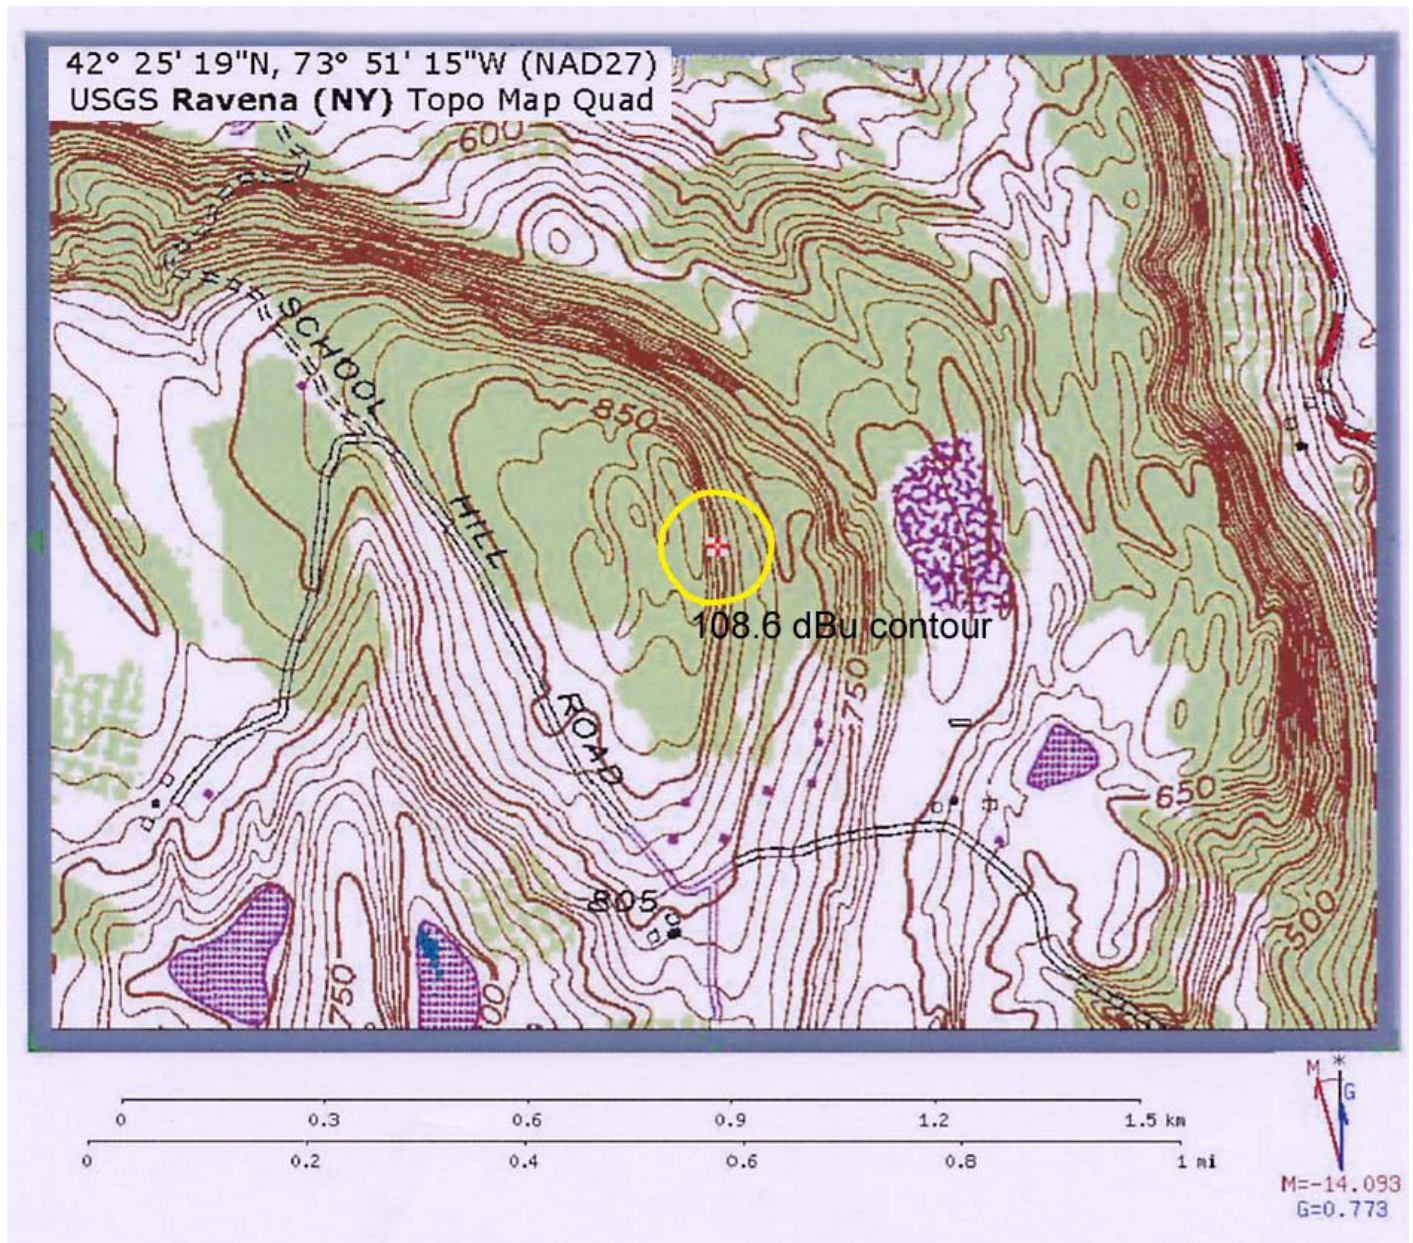 42° 25' 19"N, 73° 51' 15"W (NAD27)
USGS Ravena (NY) Topo Map Quad
600
SCHOOL
850
HILL
108.6 dBu contour
750
ROAD
650
805
500
750
00
M * G
0 0.3 0.6 0.9 1.2 1.5 km
0 0.2 0.4 0.6 0.8 1 mi
M=-14.093
G=0.773